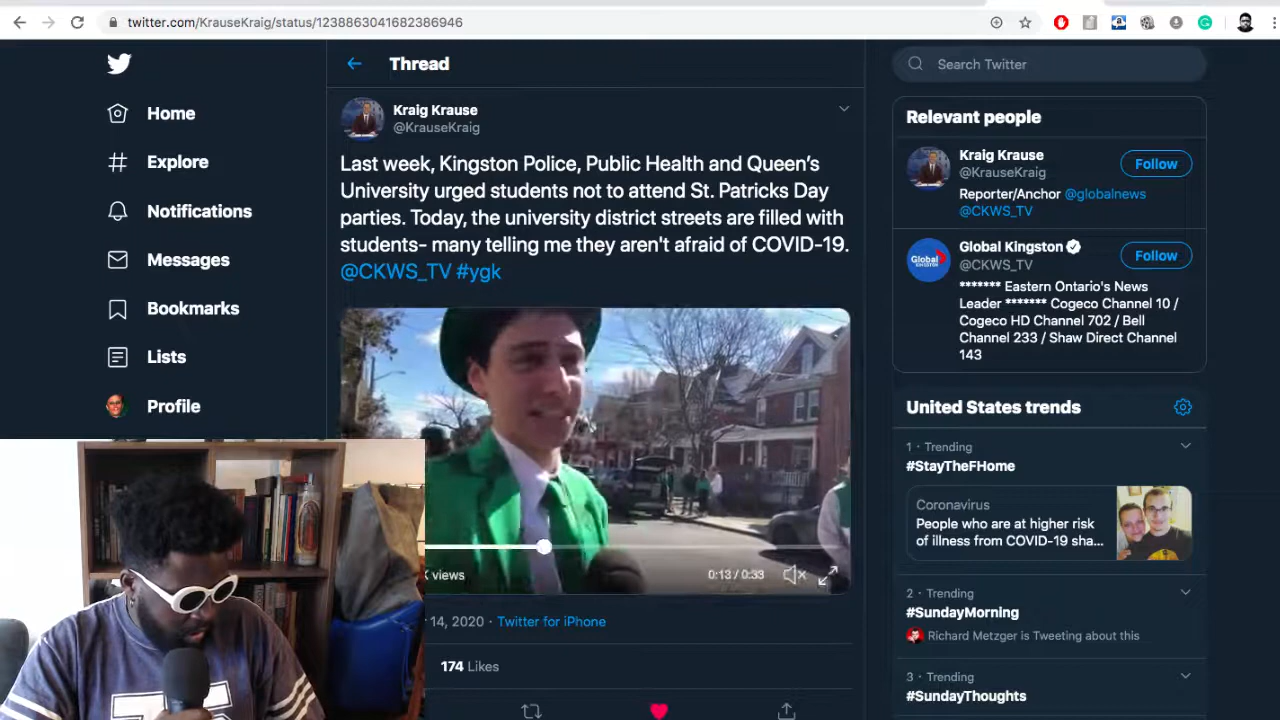 twitter.com/KrauseKraig/status/1238863041682386946
Home
Explore
Notifications
Messages
Bookmarks
Lists
Profile
Thread
Kraig Krause
@KrauseKraig
Last week, Kingston Police, Public Health and Queen's
University urged students not to attend St. Patricks Day
parties. Today, the university district streets are filled with
students- many telling me they aren't afraid of COVID-19.
@CKWS_TV #ygk
views
0:13 / 0:33
14, 2020 · Twitter for iPhone
174 Likes
Search Twitter
Relevant people
Kraig Krause
@KrauseKraig
Follow
Reporter/Anchor @globalnews
@CKWS_TV
Global
Global Kingston
@CKWS_TV
Follow
******* Eastern Ontario's News
Leader ******* Cogeco Channel 10 /
Cogeco HD Channel 702 / Bell
Channel 233 / Shaw Direct Channel
143
United States trends
1 · Trending
#StayTheFHome
Coronavirus
People who are at higher risk
of illness from COVID-19 sha...
2 · Trending
#SundayMorning
Richard Metzger is Tweeting about this
3 · Trending
#SundayThoughts